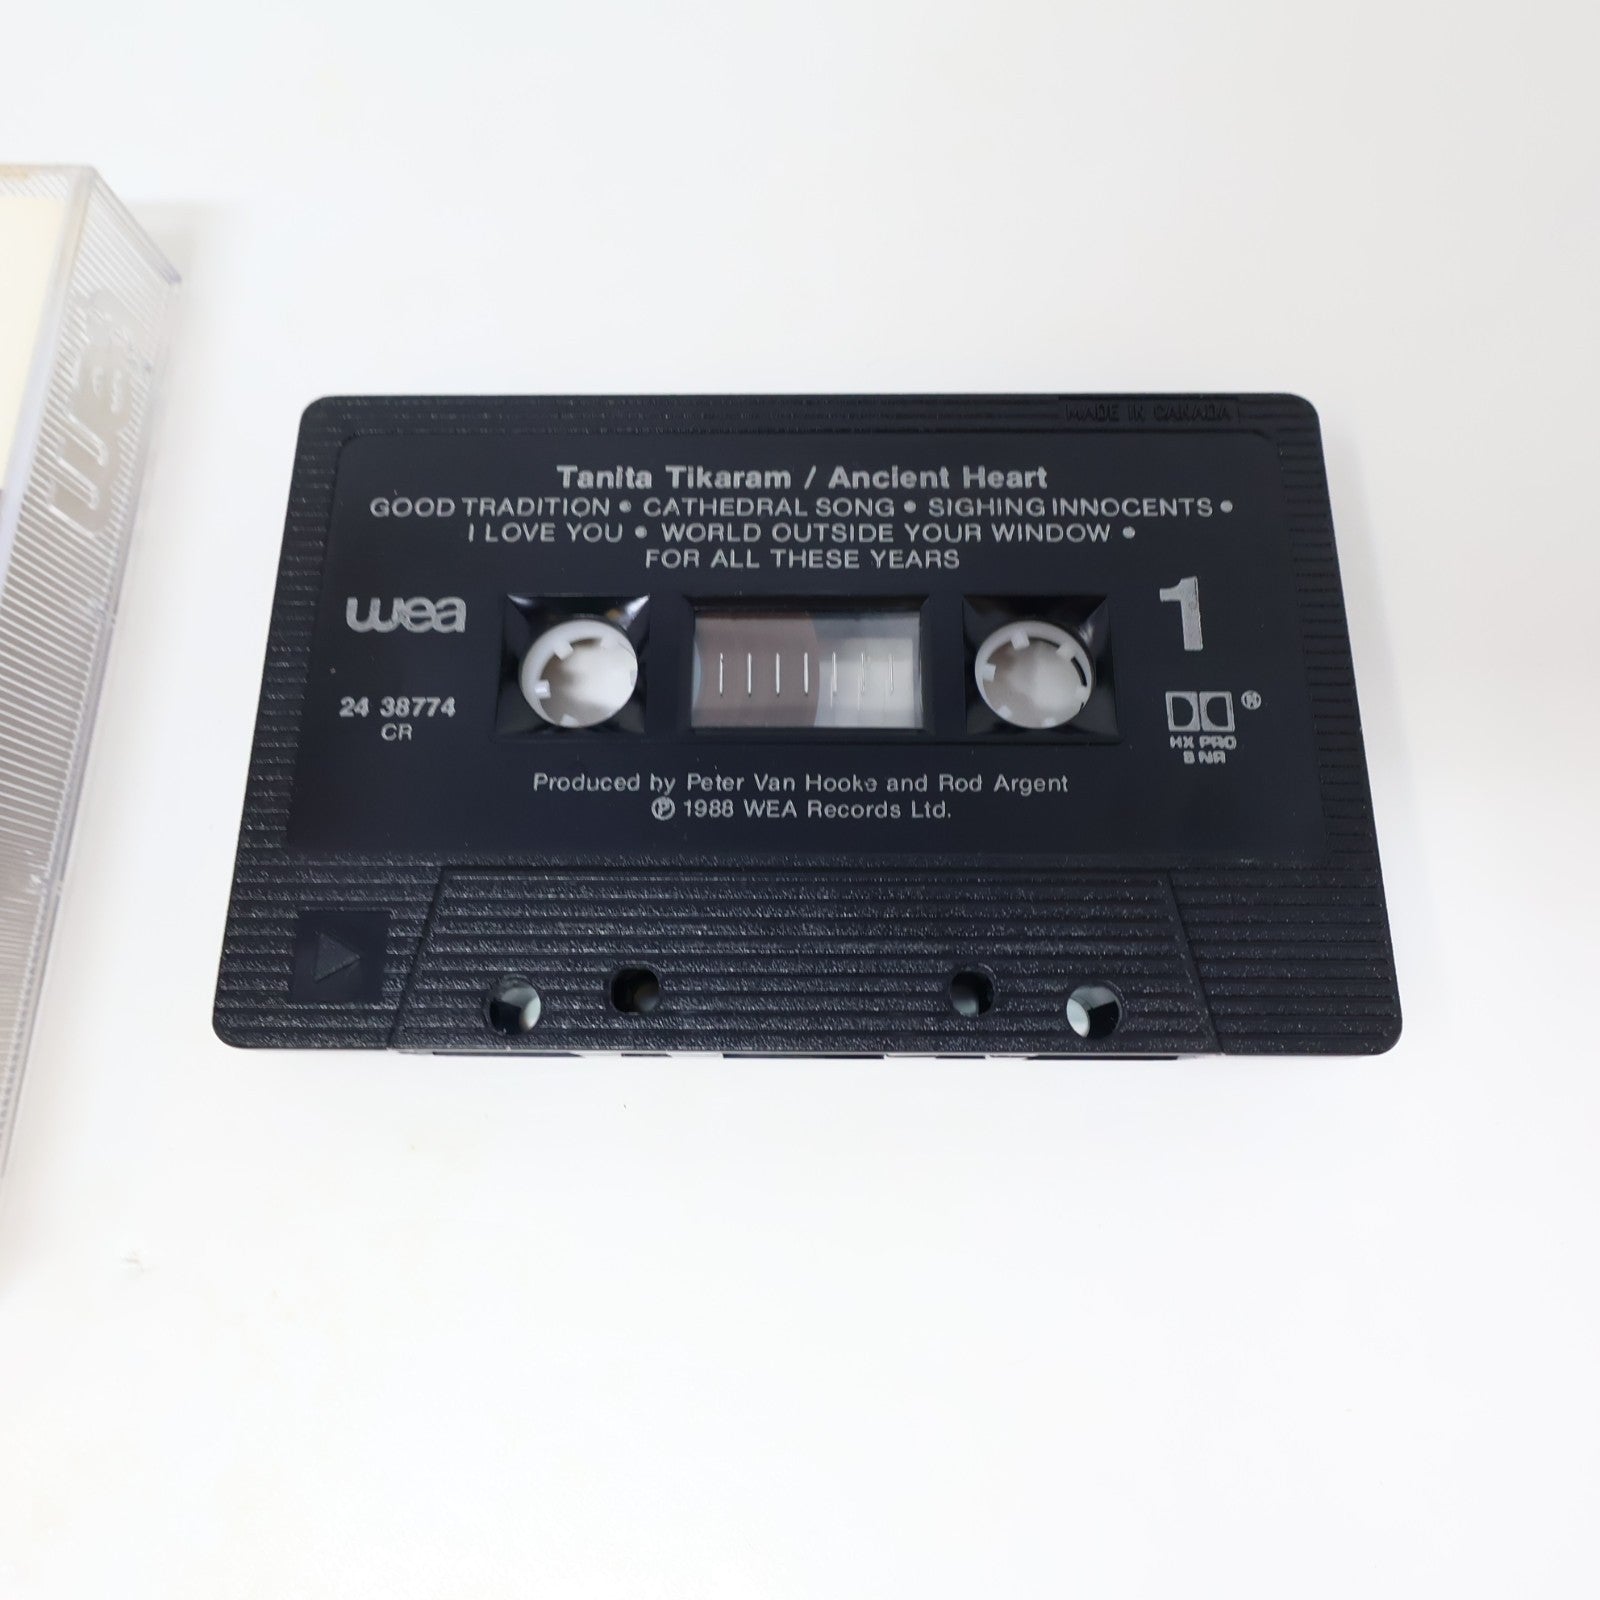 MADE IN CANADA
Tanita Tikaram / Ancient Heart
GOOD TRADITION • CATHEDRAL SONG • SIGHING INNOCENTS •
I LOVE YOU • WORLD OUTSIDE YOUR WINDOW •
FOR ALL THESE YEARS
wea
1
24 38774
CR
®
HX PRO
B NR
Produced by Peter Van Hooke and Rod Argent
℗ 1988 WEA Records Ltd.